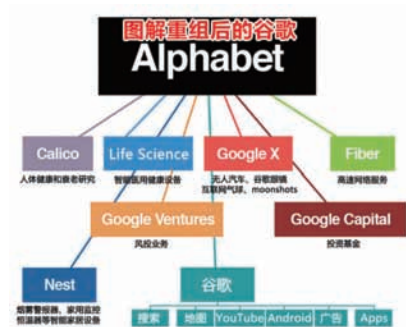 图解重组后的谷歌
Alphabet
Calico
人体健康和衰老研究
Life Science
智能医用健康设备
Google X
无人汽车、谷歌眼镜
互联网气球、moonshots
Fiber
高速网络服务
Google Ventures
风投业务
Google Capital
投资基金
Nest
烟雾警报器、家用监控
恒温器等智能家居设备
谷歌
搜索
地图
YouTube
Android
广告
Apps